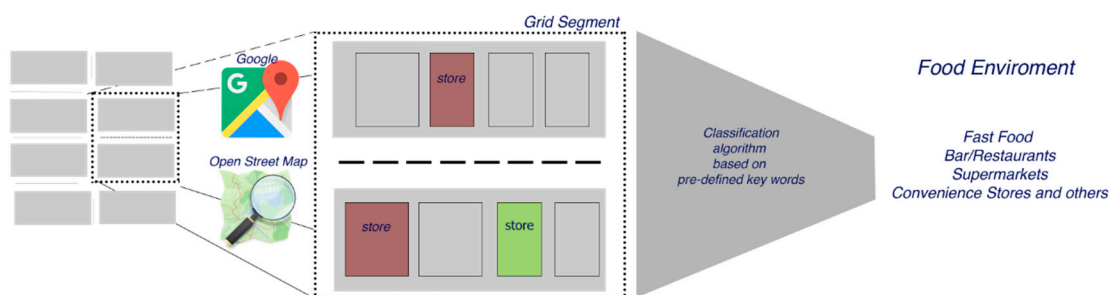 Grid Segment
Google
G
store
Open Street Map
store
store
Classification
algorithm
based on
pre-defined key words
Food Enviroment
Fast Food
Bar/Restaurants
Supermarkets
Convenience Stores and others